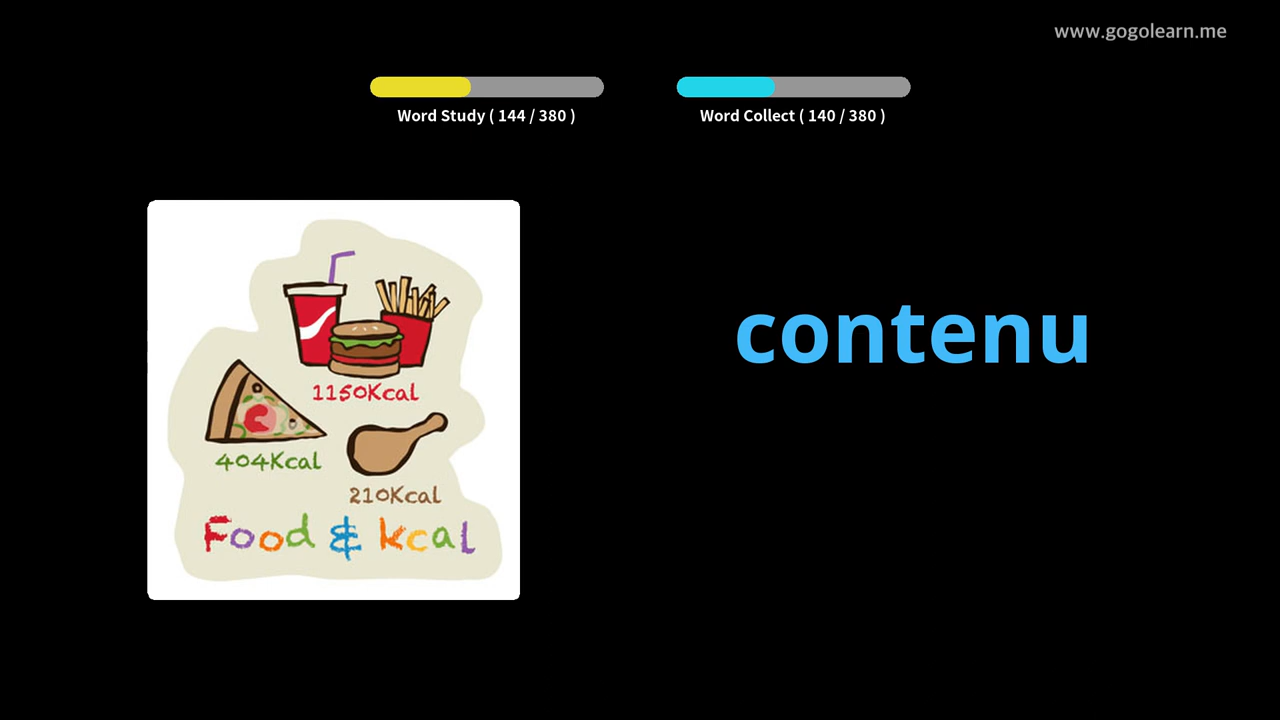 www.gogolearn.me
Word Study ( 144 / 380 )
Word Collect ( 140 / 380 )
contenu
1150Kcal
404Kcal
210Kcal
Food & kcal